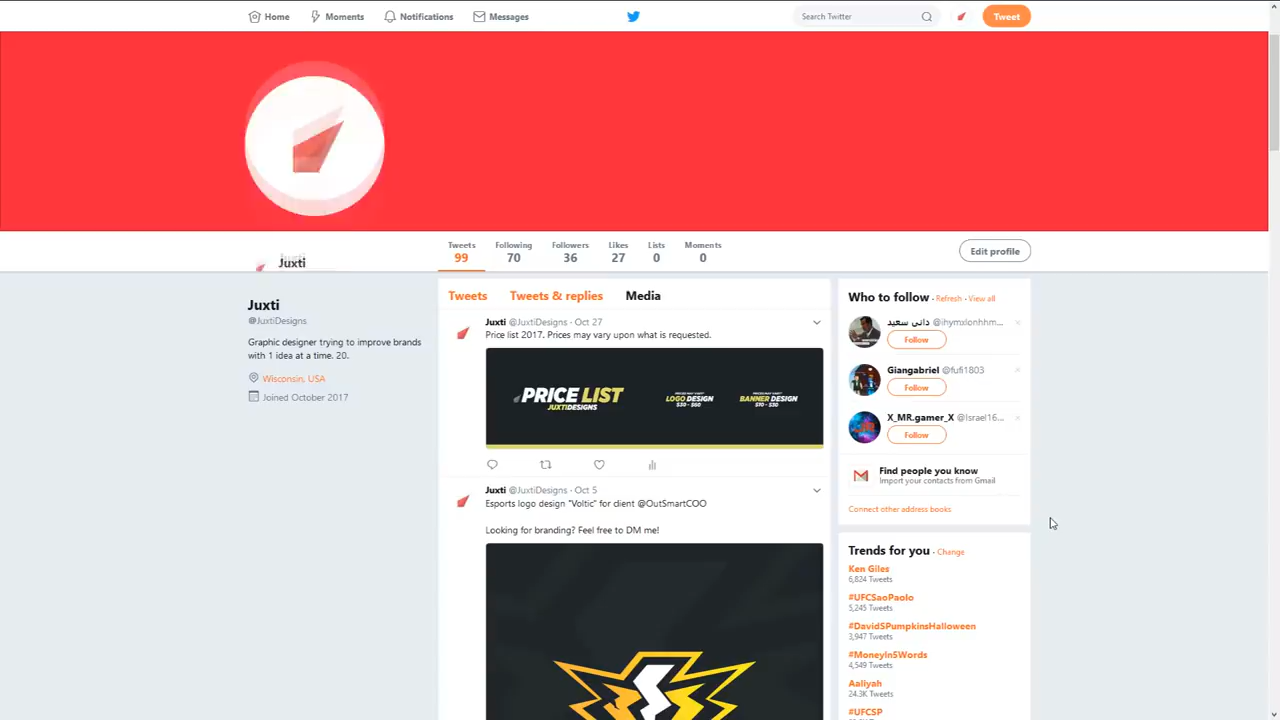 Home Moments Notifications Messages Search Twitter Tweet
Tweets Following Followers Likes Lists Moments
99 70 36 27 0 0
Edit profile
Juxti
Juxti
@JuxtiDesigns
Graphic designer trying to improve brands
with 1 idea at a time. 20.
Wisconsin, USA
Joined October 2017
Tweets Tweets & replies Media
Juxti @JuxtiDesigns · Oct 27
Price list 2017. Prices may vary upon what is requested.
PRICE LIST
JUXTIDESIGNS
LOGO DESIGN
$30 - $60
BANNER DESIGN
$10 - $30
Juxti @JuxtiDesigns · Oct 5
Esports logo design "Voltic" for client @OutSmartCOO
Looking for branding? Feel free to DM me!
Who to follow · Refresh · View all
داني سعيد @ihymxlonhhm...
Follow
Giangabriel @fufi1803
Follow
X_MR.gamer_X @Israel16...
Follow
Find people you know
Import your contacts from Gmail
Connect other address books
Trends for you · Change
Ken Giles
6,824 Tweets
#UFCSaoPaolo
5,245 Tweets
#DavidSPumpkinsHalloween
3,947 Tweets
#MoneyIn5Words
4,549 Tweets
Aaliyah
24.3K Tweets
#UFCSP